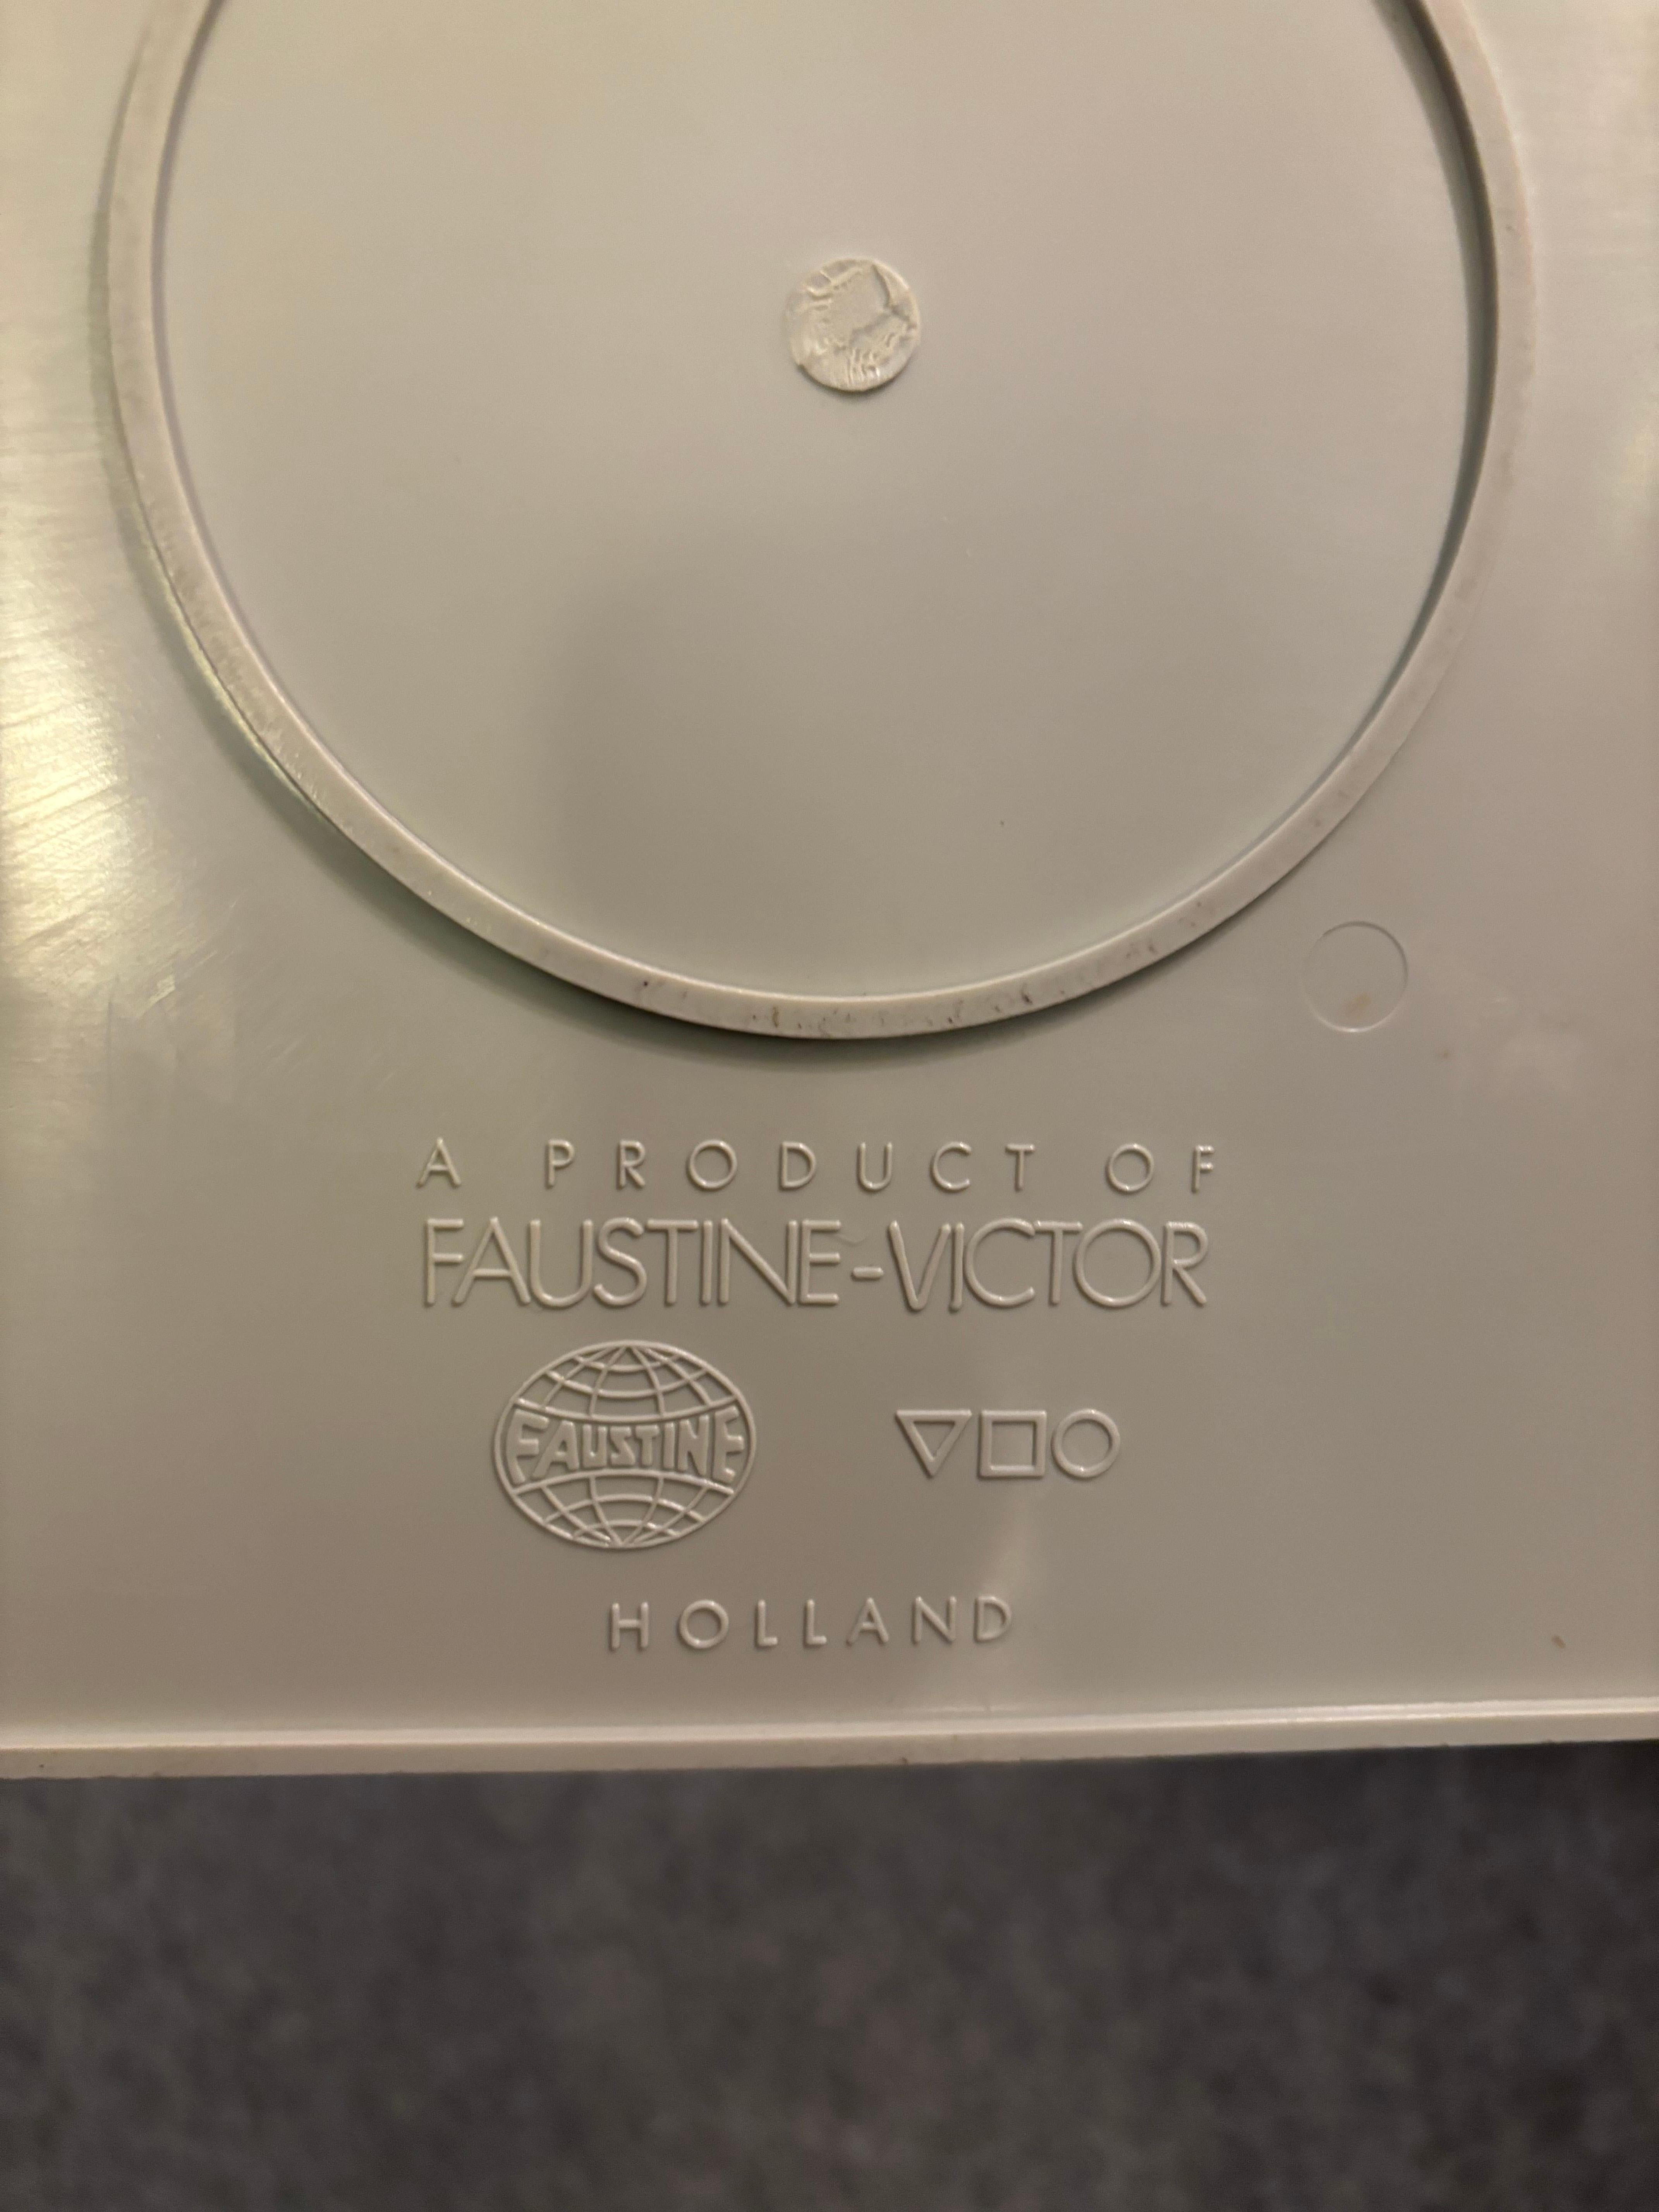 A PRODUCT OF
FAUSTINE-VICTOR
FAUSTINE
HOLLAND